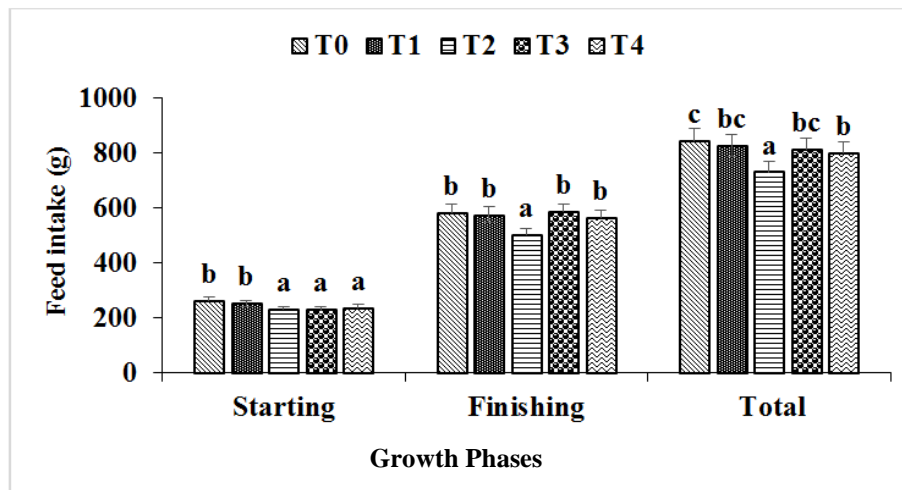 T0 T1 T2 T3 T4
1000
800
600
400
200
0
Feed intake (g)
b b a a a
b b a b b
c bc a bc b
Starting Finishing Total
Growth Phases